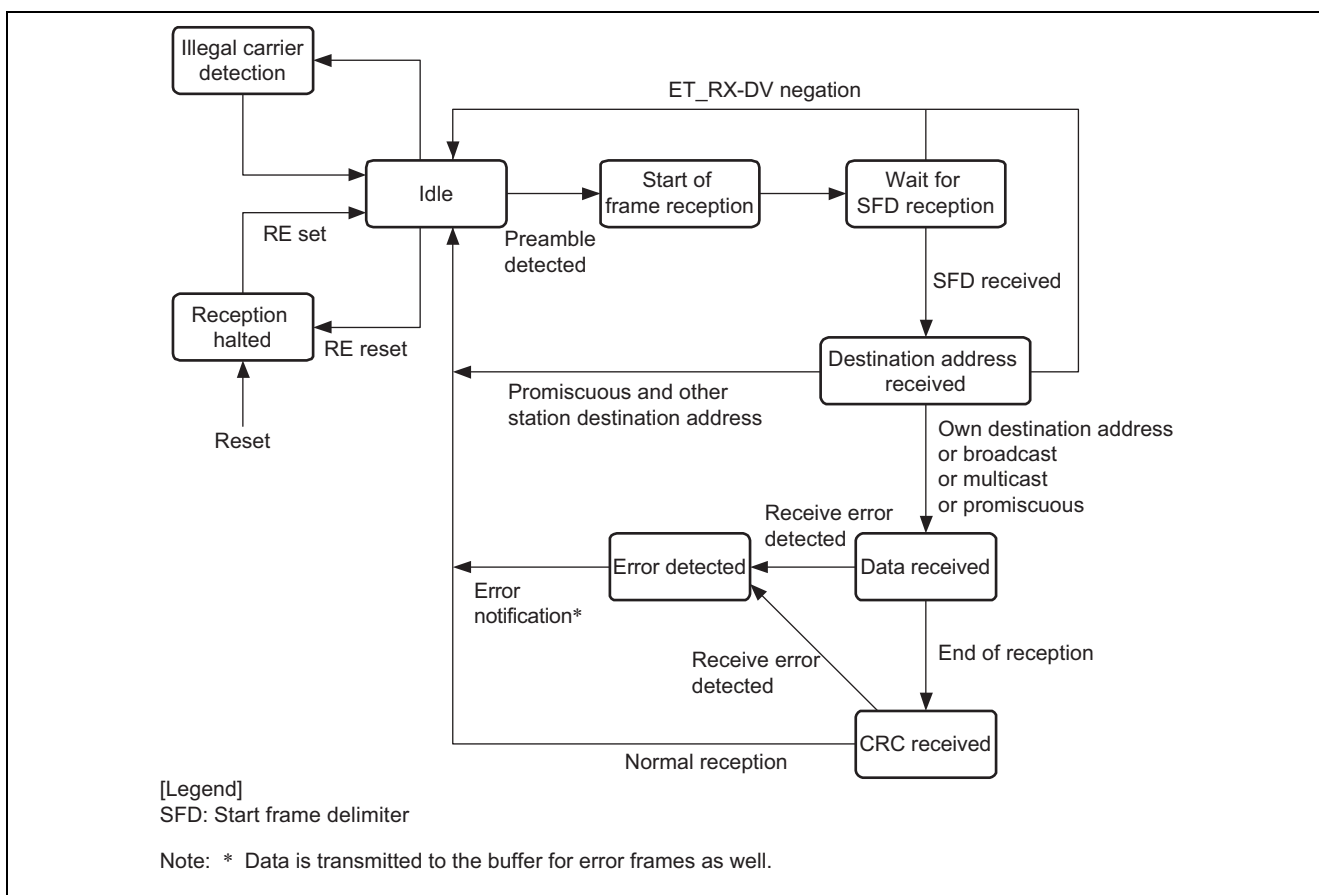 Illegal carrier
detection
ET_RX-DV negation
Idle
Start of
frame reception
Wait for
SFD reception
RE set
Preamble
detected
SFD received
Reception
halted
RE reset
Destination address
received
Promiscuous and other
station destination address
Reset
Own destination address
or broadcast
or multicast
or promiscuous
Receive error
detected
Error detected
Data received
Error
notification*
End of reception
Receive error
detected
CRC received
Normal reception
[Legend]
SFD: Start frame delimiter
Note: * Data is transmitted to the buffer for error frames as well.